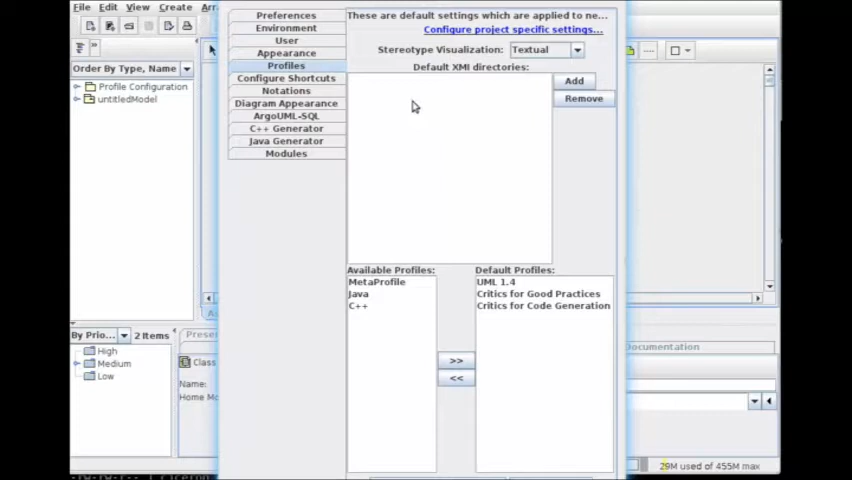 File Edit View Create Ar
Order By Type, Name
Profile Configuration
untitledModel
By Prio...
2 Items
High
Medium
Low
Preferences
Environment
User
Appearance
Profiles
Configure Shortcuts
Notations
Diagram Appearance
ArgoUML-SQL
C++ Generator
Java Generator
Modules
These are default settings which are applied to ne...
Configure project specific settings...
Stereotype Visualization: Textual
Default XMI directories:
Add
Remove
Available Profiles:
MetaProfile
Java
C++
>>
<<
Default Profiles:
UML 1.4
Critics for Good Practices
Critics for Code Generation
Presen
Class
Name:
Home Mo
ocumentation
29M used of 455M max